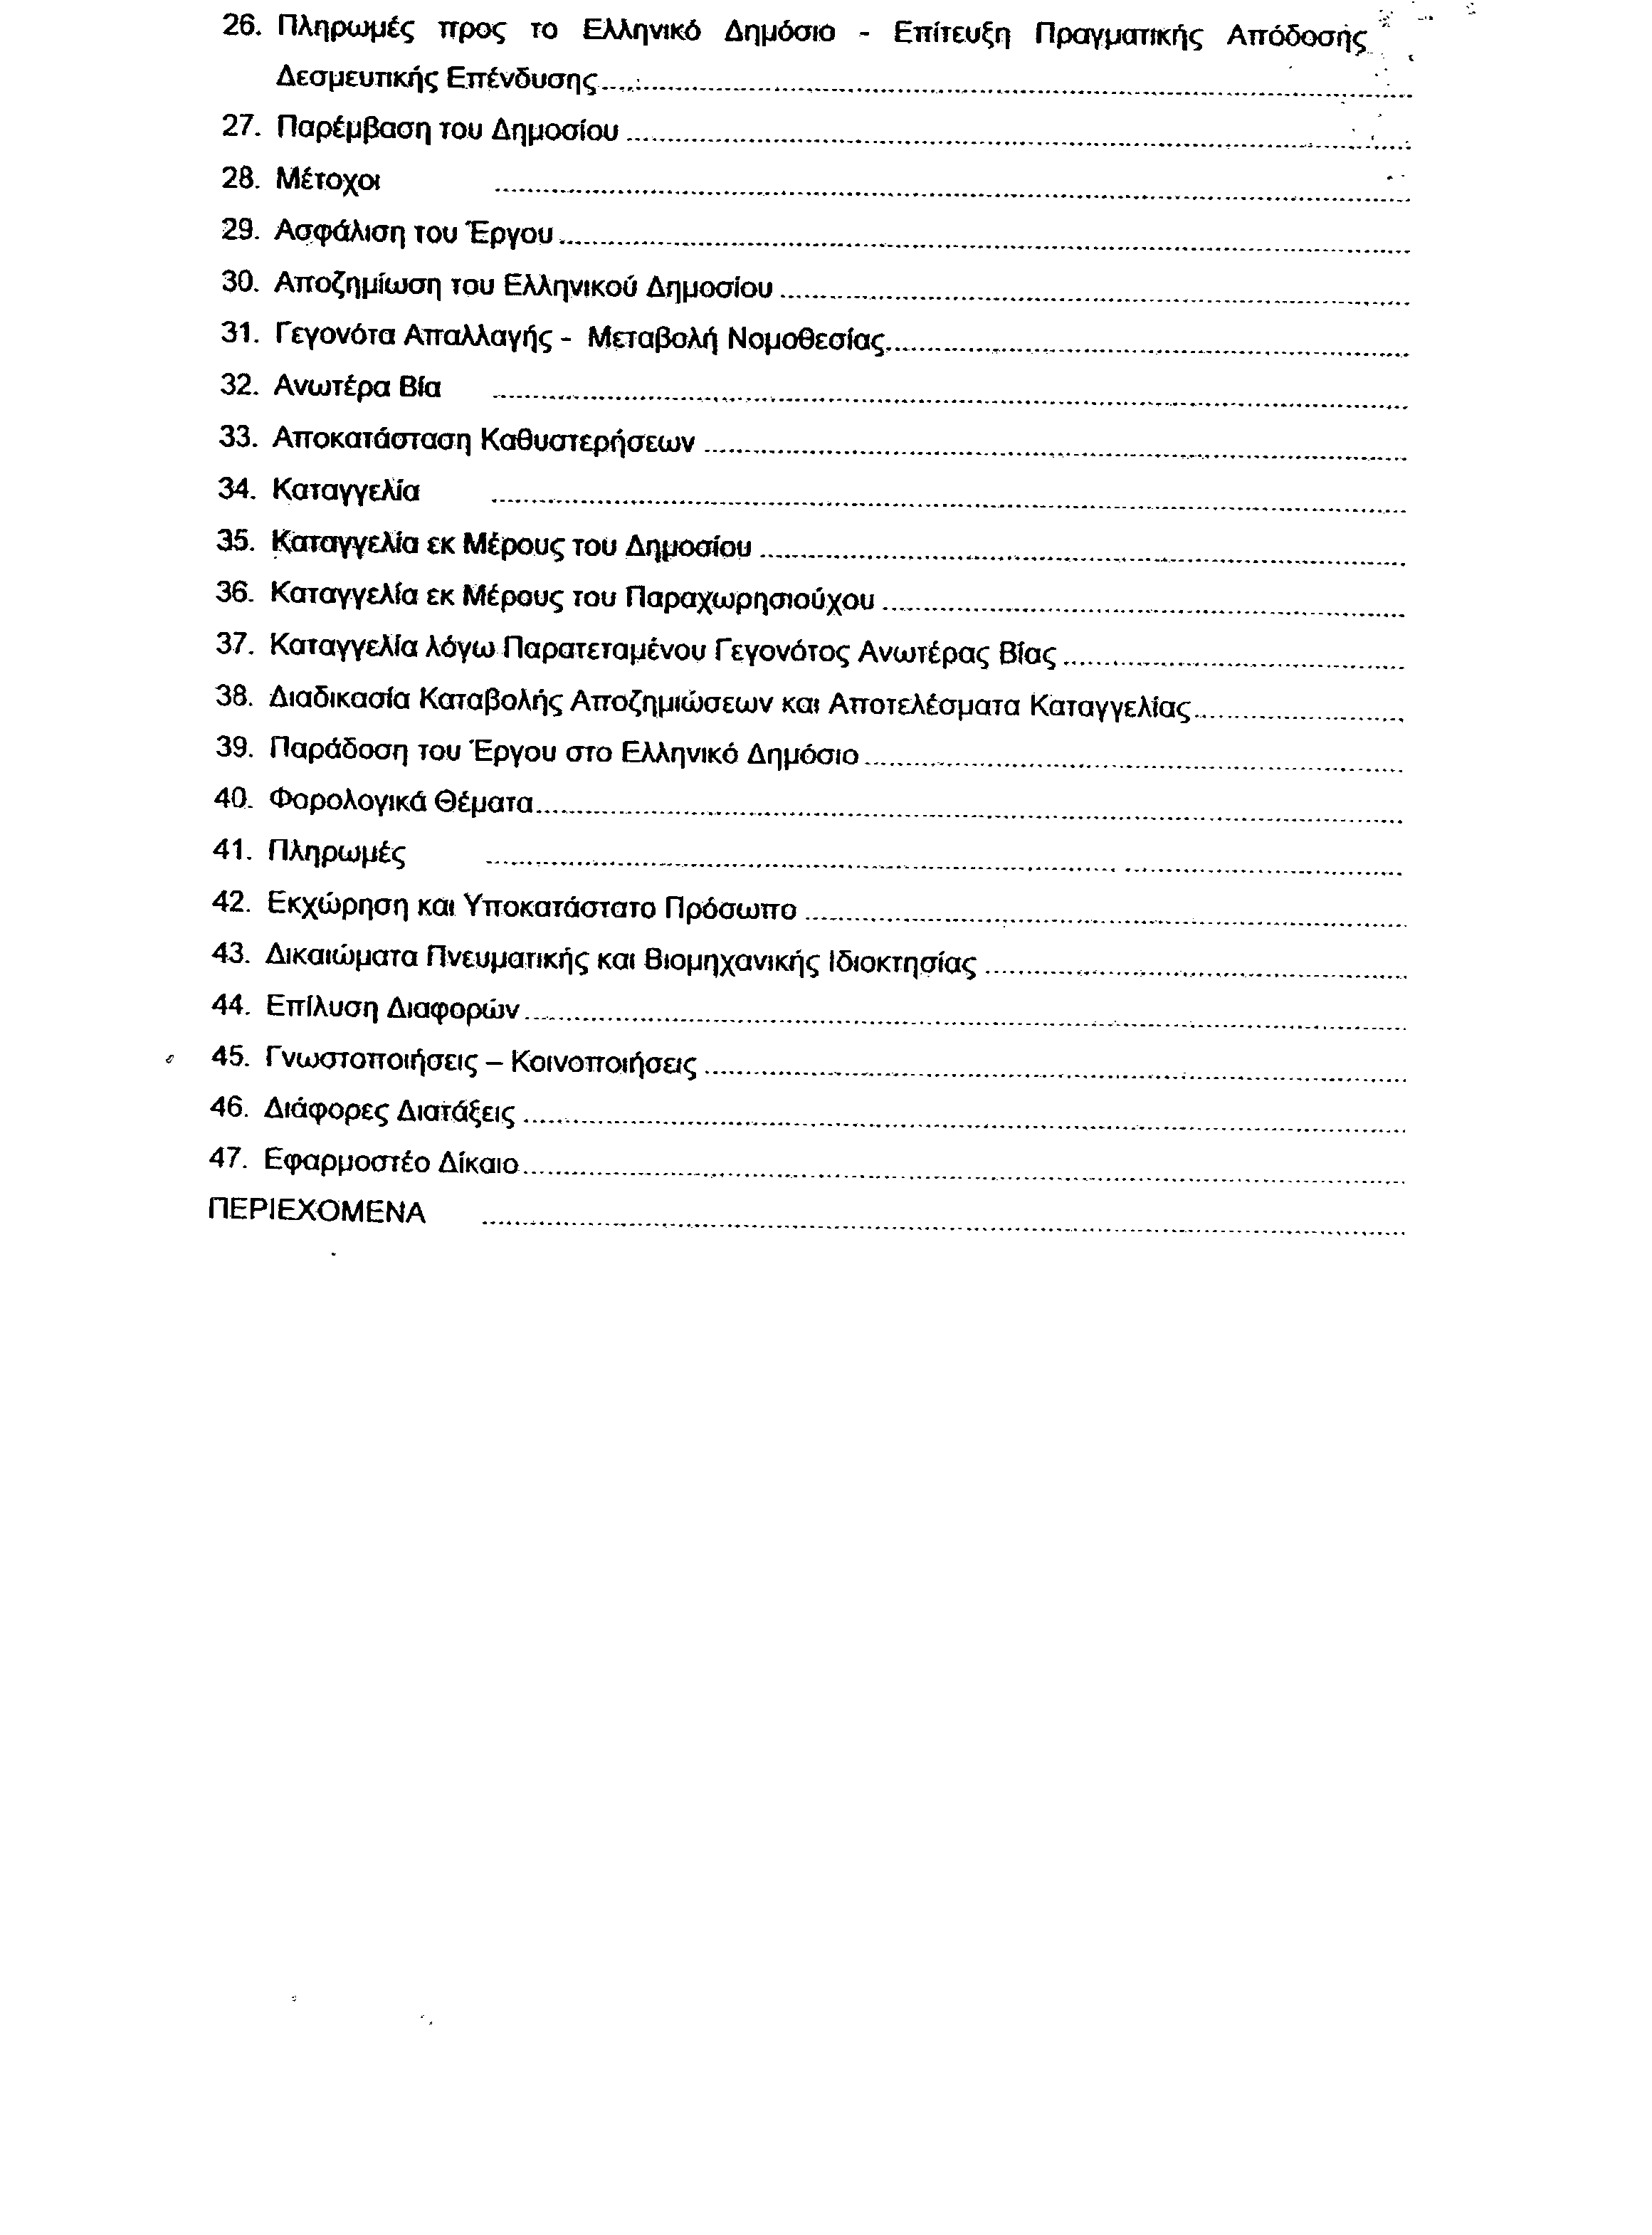 26. Πληρωμές προς το Ελληνικό Δημόσιο - Επίτευξη Πραγματικής Απόδοσης
Δεσμευτικής Επένδυσης
27. Παρέμβαση του Δημοσίου
28. Μέτοχοι
29. Ασφάλιση του Έργου
30. Αποζημίωση του Ελληνικού Δημοσίου
31. Γεγονότα Απαλλαγής - Μεταβολή Νομοθεσίας
32. Ανωτέρα Βία
33. Αποκατάσταση Καθυστερήσεων
34. Καταγγελία
35. Καταγγελία εκ Μέρους του Δημοσίου
36. Καταγγελία εκ Μέρους του Παραχωρησιούχου
37. Καταγγελία λόγω Παρατεταμένου Γεγονότος Ανωτέρας Βίας
38. Διαδικασία Καταβολής Αποζημιώσεων και Αποτελέσματα Καταγγελίας
39. Παράδοση του Έργου στο Ελληνικό Δημόσιο
40. Φορολογικά Θέματα
41. Πληρωμές
42. Εκχώρηση και Υποκατάστατο Πρόσωπο
43. Δικαιώματα Πνευματικής και Βιομηχανικής Ιδιοκτησίας
44. Επίλυση Διαφορών
45. Γνωστοποιήσεις – Κοινοποιήσεις
46. Διάφορες Διατάξεις
47. Εφαρμοστέο Δίκαιο
ΠΕΡΙΕΧΟΜΕΝΑ